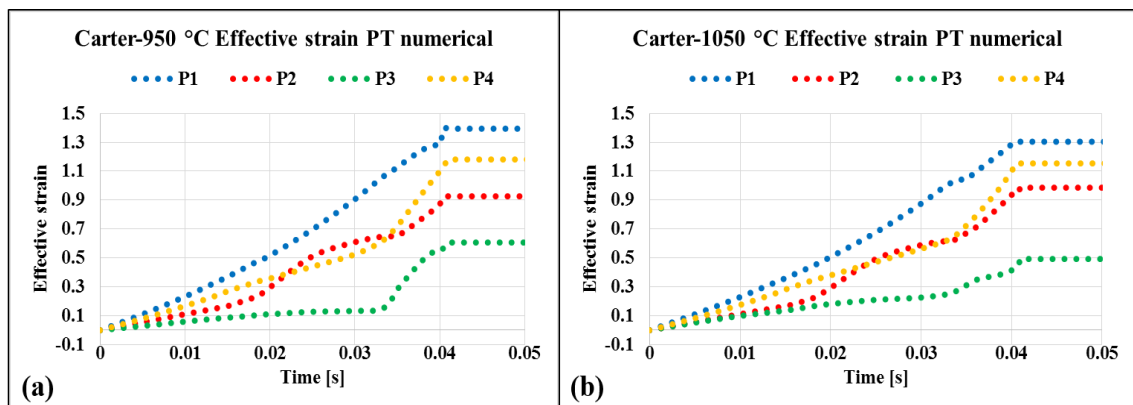 Carter-950 °C Effective strain PT numerical
P1 P2 P3 P4
1.5
1.3
1.1
0.9
0.7
0.5
0.3
0.1
-0.1
Effective strain
0 0.01 0.02 0.03 0.04 0.05
Time [s]
(a)
Carter-1050 °C Effective strain PT numerical
P1 P2 P3 P4
1.5
1.3
1.1
0.9
0.7
0.5
0.3
0.1
-0.1
Effective strain
0 0.01 0.02 0.03 0.04 0.05
Time [s]
(b)